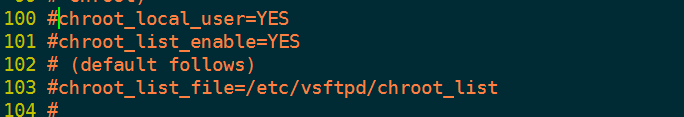 100 #chroot_local_user=YES
101 #chroot_list_enable=YES
102 # (default follows)
103 #chroot_list_file=/etc/vsftpd/chroot_list
104 #